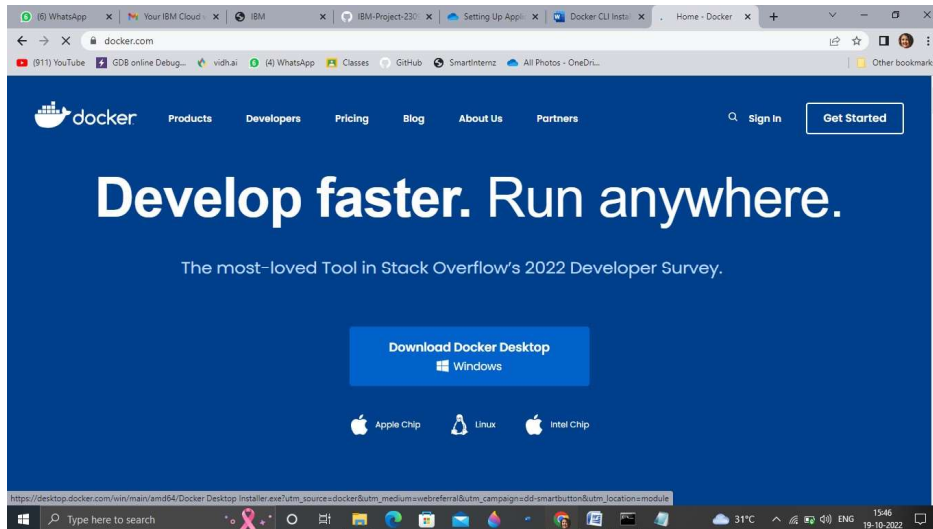 (6) WhatsApp
Your IBM Cloud
IBM
IBM-Project-230
Setting Up Applic
Docker CLI Instal
Home - Docker
docker.com
(911) YouTube
GDB online Debug...
vidh.ai
(4) WhatsApp
Classes
GitHub
SmartInternz
All Photos - OneDri...
Other bookmark
docker
Products
Developers
Pricing
Blog
About Us
Partners
Sign In
Get Started
Develop faster. Run anywhere.
The most-loved Tool in Stack Overflow's 2022 Developer Survey.
Download Docker Desktop
Windows
Apple Chip
Linux
Intel Chip
https://desktop.docker.com/win/main/amd64/Docker Desktop Installer.exe?utm_source=docker&utm_medium=webreferral&utm_campaign=dd-smartbutton&utm_location=module
Type here to search
31°C
ENG
15:46
19-10-2022